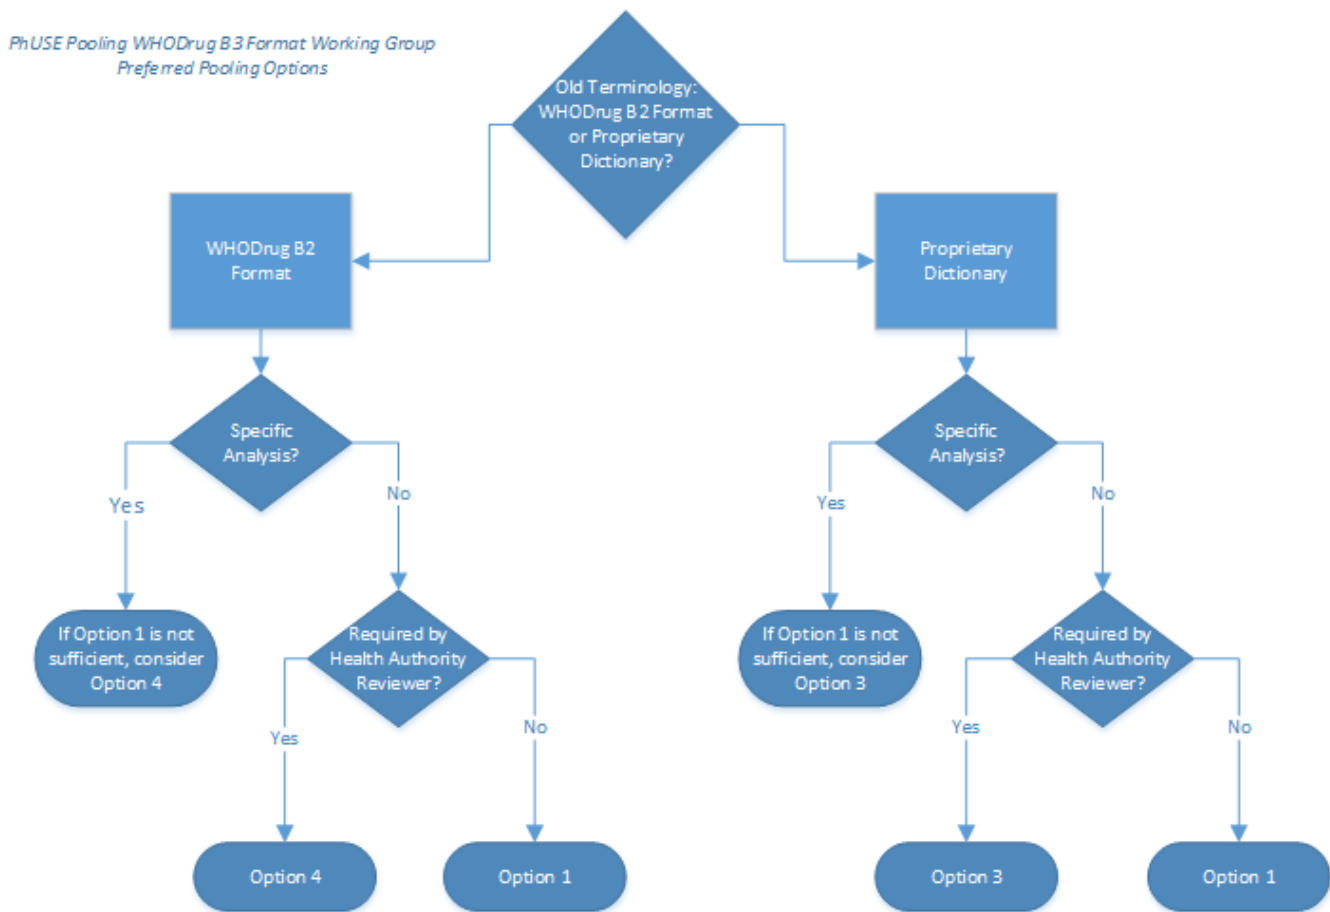 PhUSE Pooling WHODrug B3 Format Working Group
Preferred Pooling Options
Old Terminology:
WHODrug B2 Format
or Proprietary
Dictionary?
WHODrug B2
Format
Proprietary
Dictionary
Specific
Analysis?
Specific
Analysis?
Yes
No
Yes
No
If Option 1 is not
sufficient, consider
Option 4
Required by
Health Authority
Reviewer?
If Option 1 is not
sufficient, consider
Option 3
Required by
Health Authority
Reviewer?
Yes
No
Yes
No
Option 4
Option 1
Option 3
Option 1